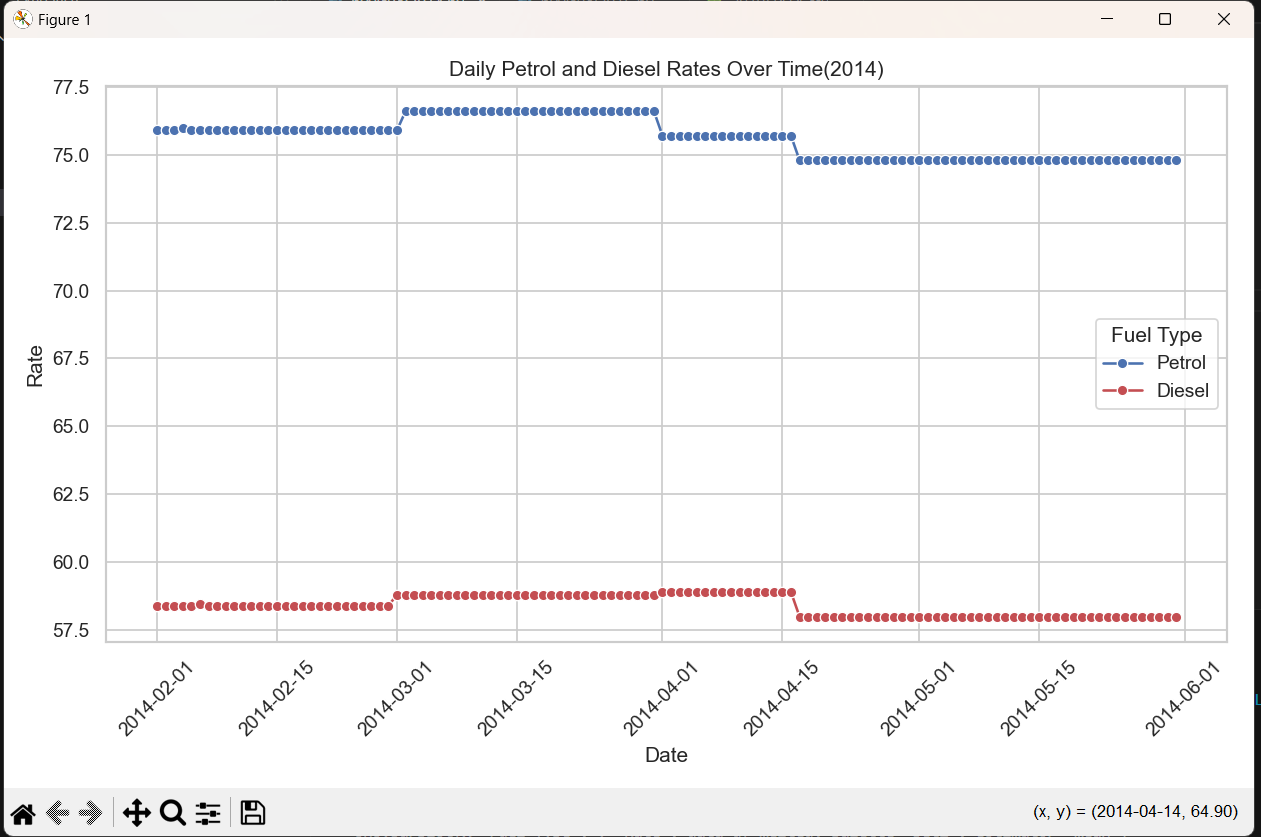 Figure 1
Daily Petrol and Diesel Rates Over Time(2014)
77.5
75.0
72.5
70.0
67.5
65.0
62.5
60.0
57.5
Rate
Fuel Type
Petrol
Diesel
2014-02-01
2014-02-15
2014-03-01
2014-03-15
2014-04-01
2014-04-15
2014-05-01
2014-05-15
2014-06-01
Date
(x, y) = (2014-04-14, 64.90)